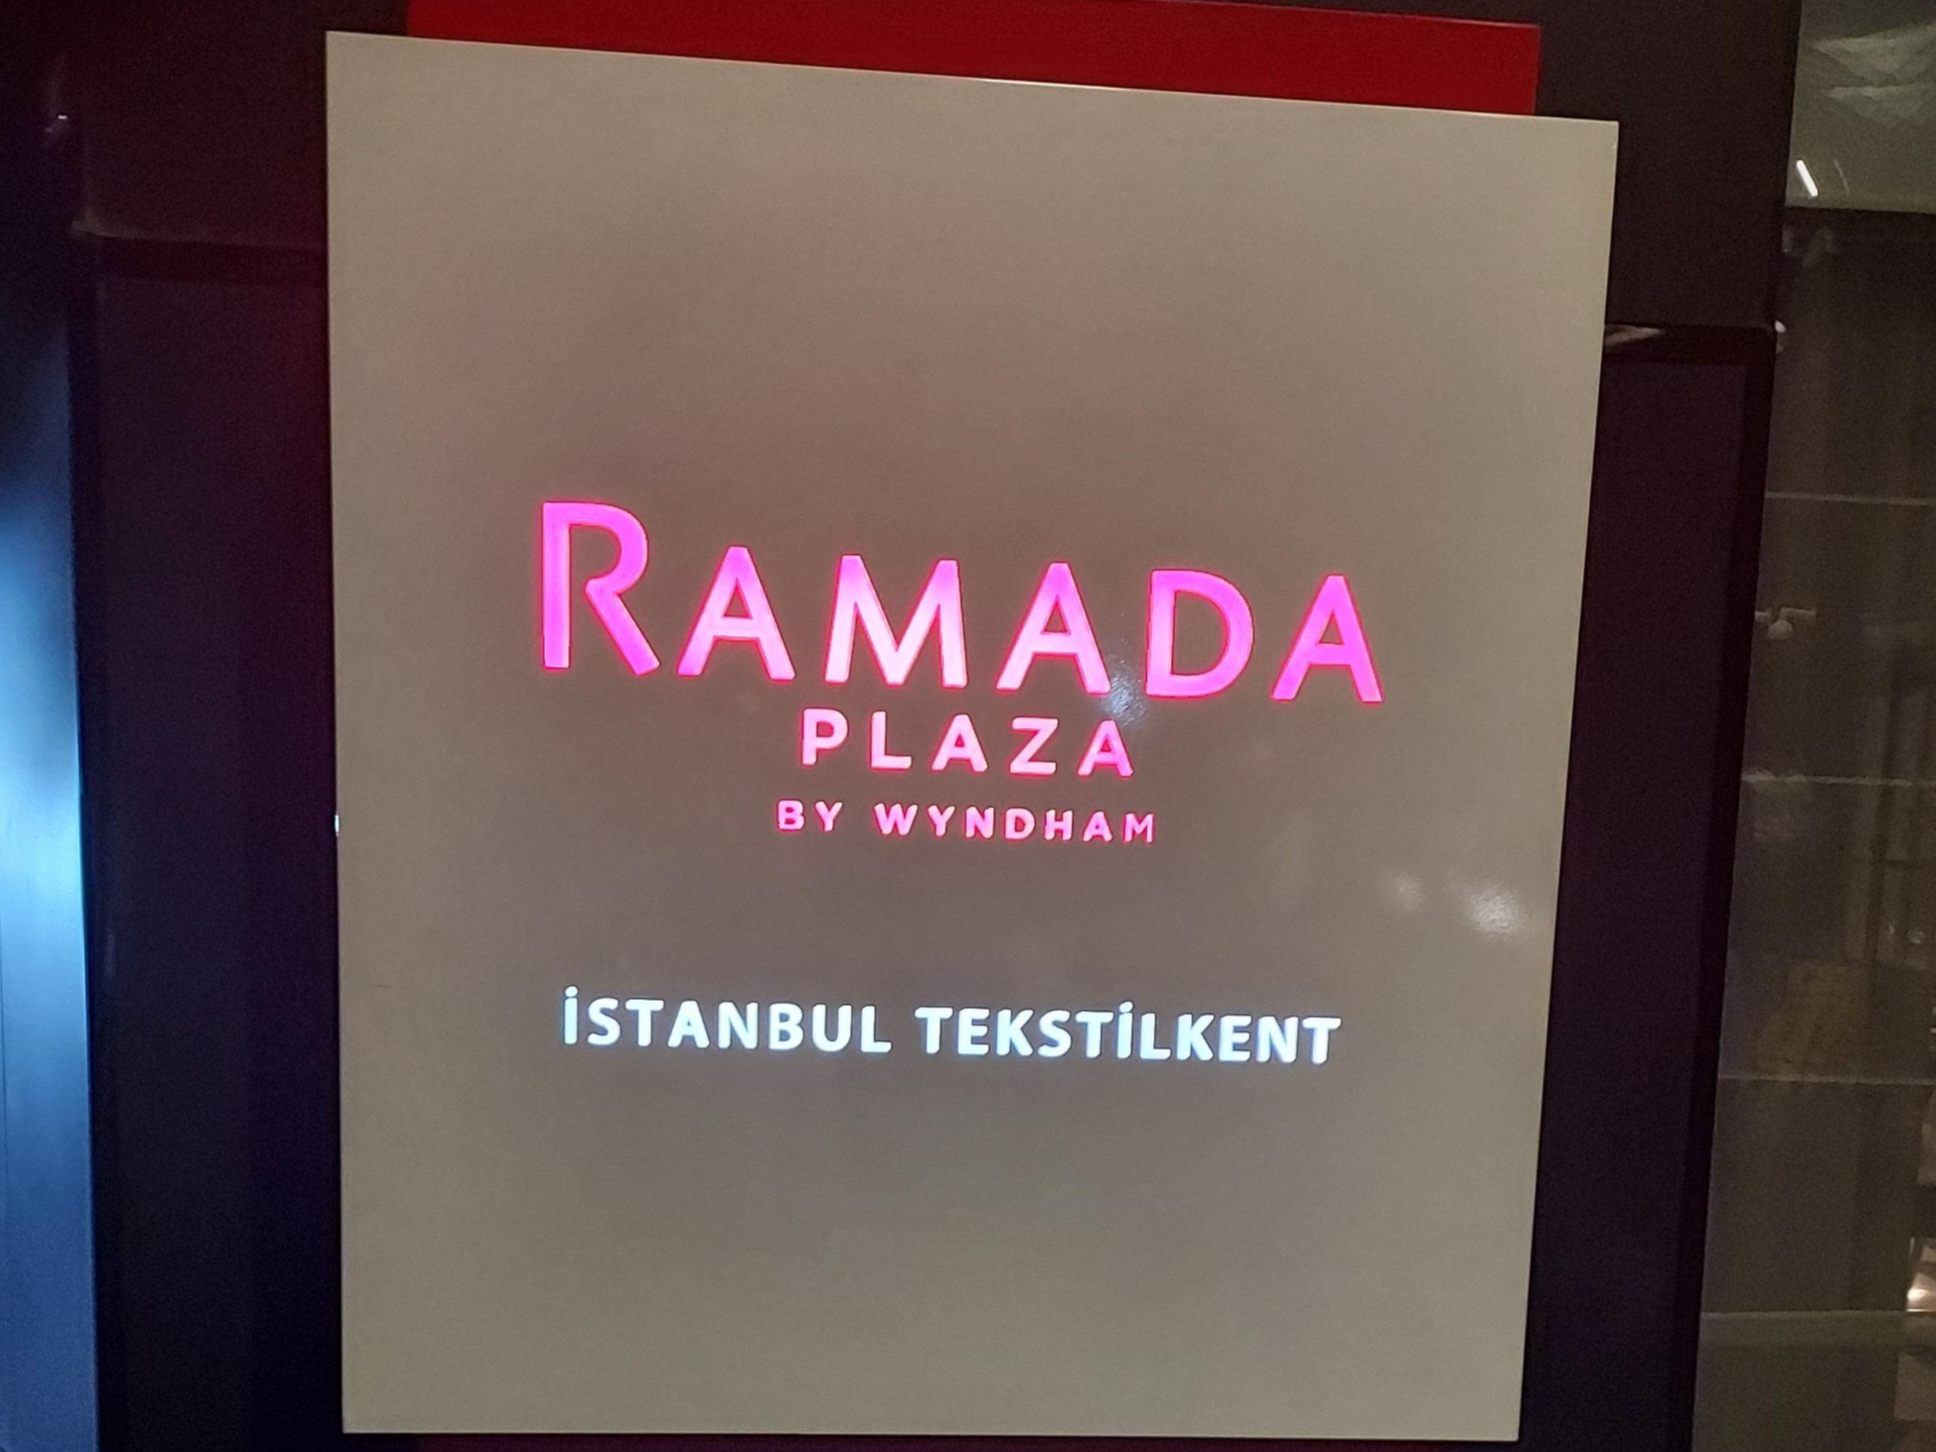 RAMADA
PLAZA
BY WYNDHAM
İSTANBUL TEKSTİLKENT